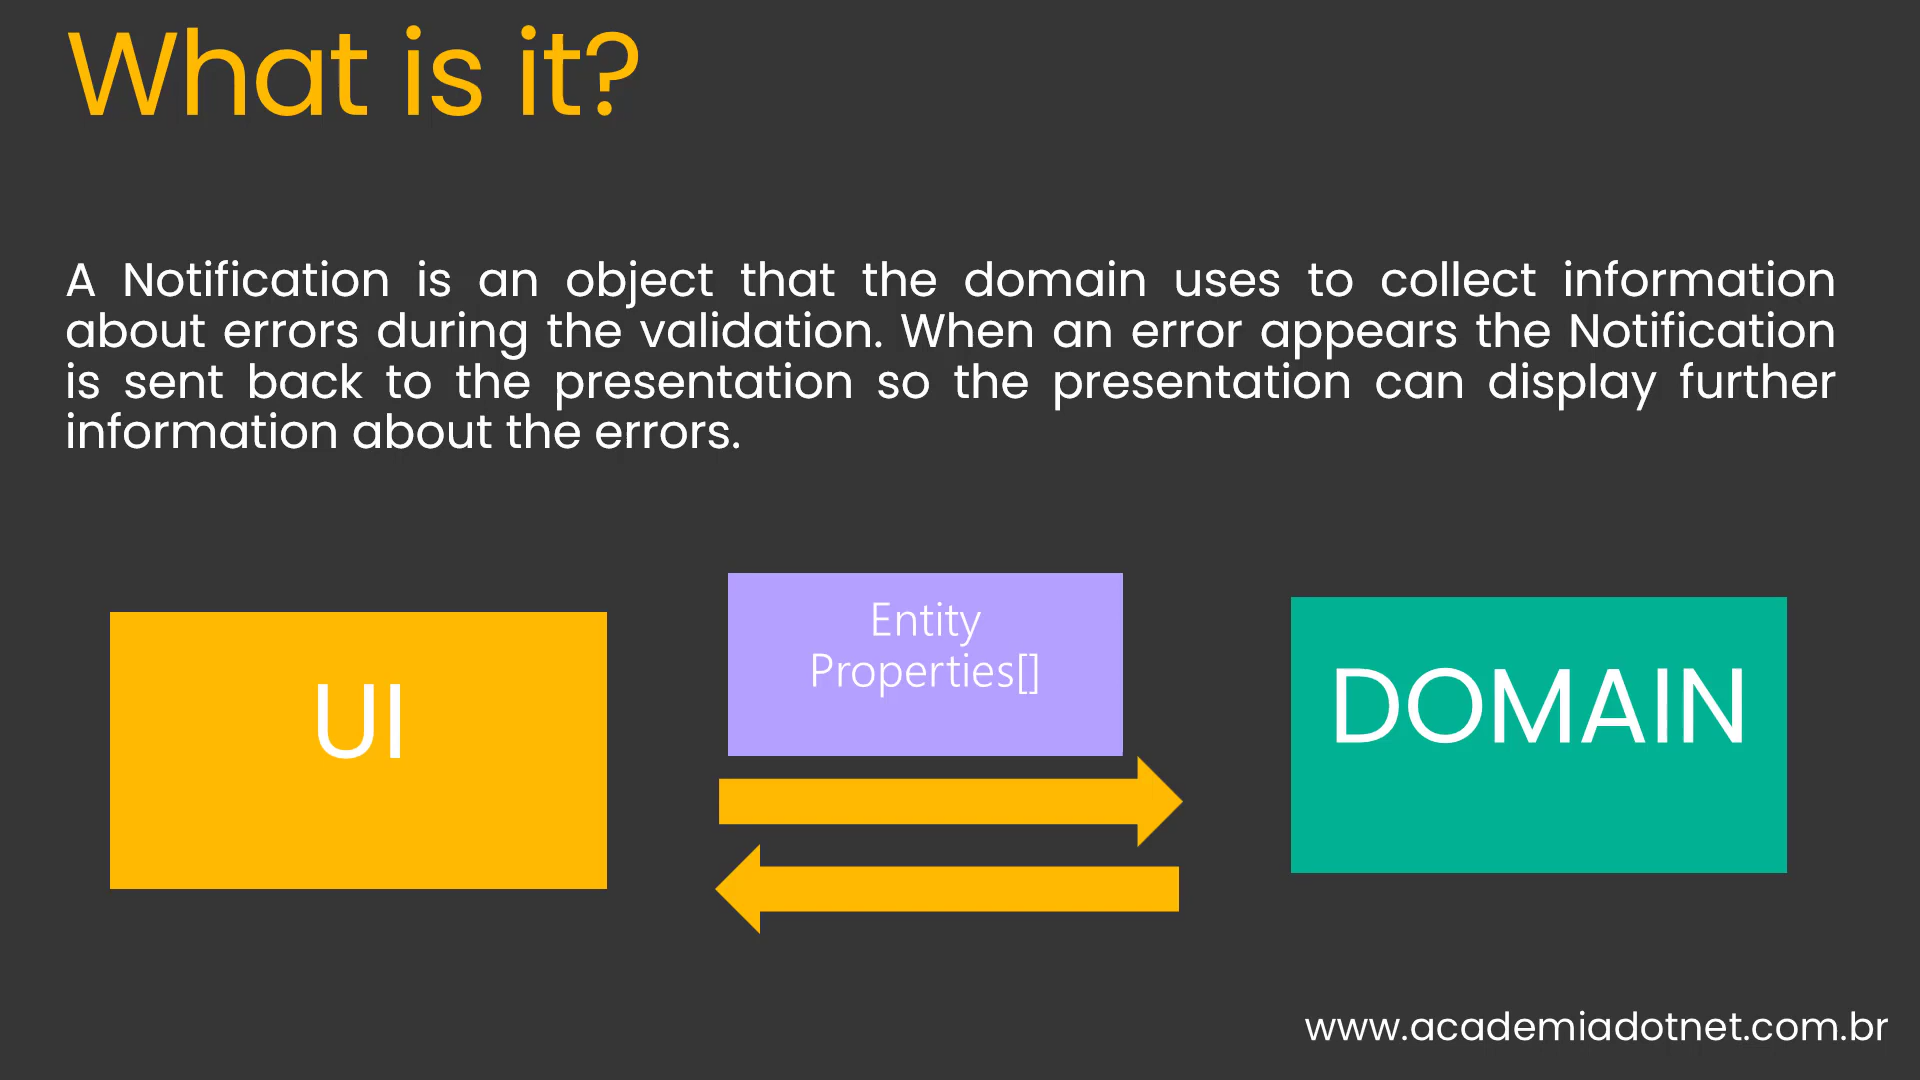 What is it?
A Notification is an object that the domain uses to collect information
about errors during the validation. When an error appears the Notification
is sent back to the presentation so the presentation can display further
information about the errors.
Entity
Properties[]
UI
DOMAIN
www.academiadotnet.com.br